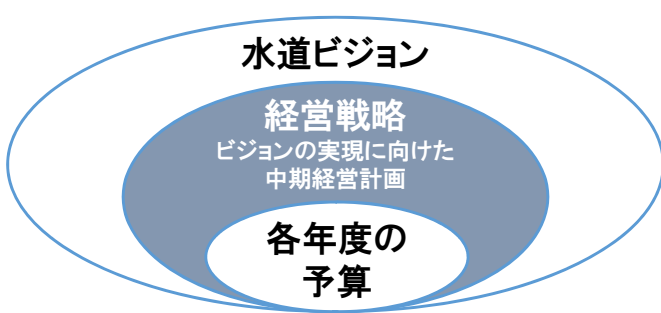 水道ビジョン
経営戦略
ビジョンの実現に向けた
中期経営計画
各年度の
予算